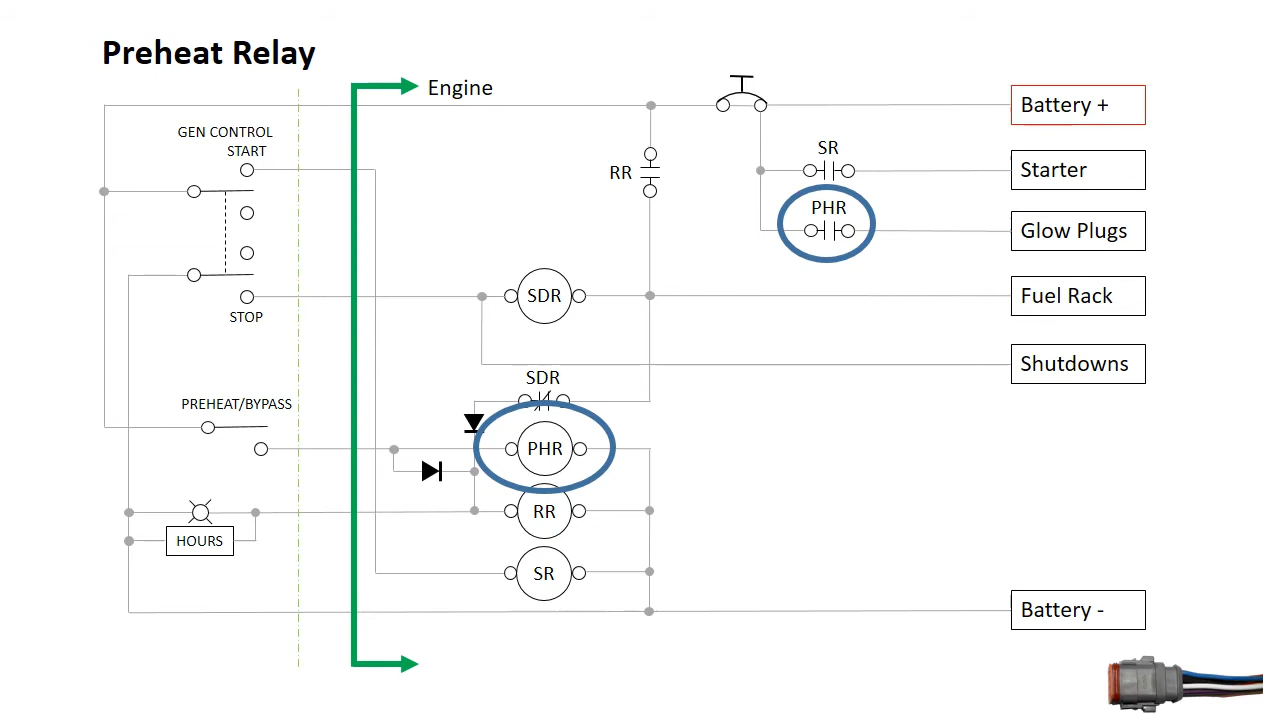 Preheat Relay
Engine
Battery +
GEN CONTROL
START
SR
RR
Starter
PHR
Glow Plugs
SDR
Fuel Rack
STOP
Shutdowns
SDR
PREHEAT/BYPASS
PHR
RR
HOURS
SR
Battery -